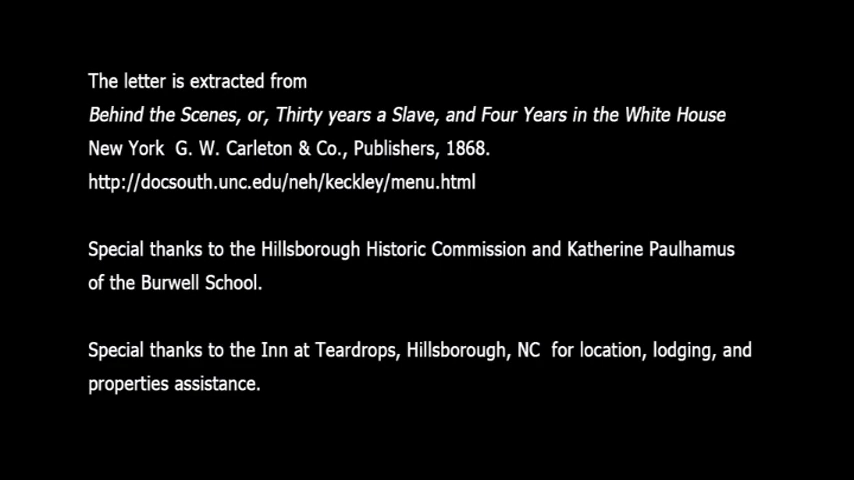 The letter is extracted from
Behind the Scenes, or, Thirty years a Slave, and Four Years in the White House
New York  G. W. Carleton & Co., Publishers, 1868.
http://docsouth.unc.edu/neh/keckley/menu.html
Special thanks to the Hillsborough Historic Commission and Katherine Paulhamus
of the Burwell School.
Special thanks to the Inn at Teardrops, Hillsborough, NC  for location, lodging, and
properties assistance.